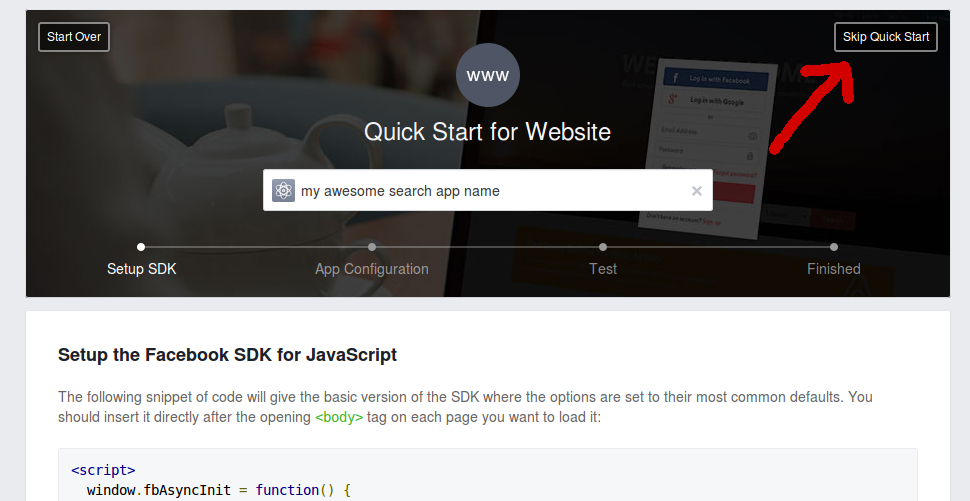 Start Over
Skip Quick Start
www
Quick Start for Website
my awesome search app name
×
Setup SDK
App Configuration
Test
Finished
Log in with Facebook
Log in with Google
or
Email Address
Password
Forgot password?
Don't have an account? Sign up
Setup the Facebook SDK for JavaScript
The following snippet of code will give the basic version of the SDK where the options are set to their most common defaults. You
should insert it directly after the opening <body> tag on each page you want to load it:
<script>
window.fbAsyncInit = function() {